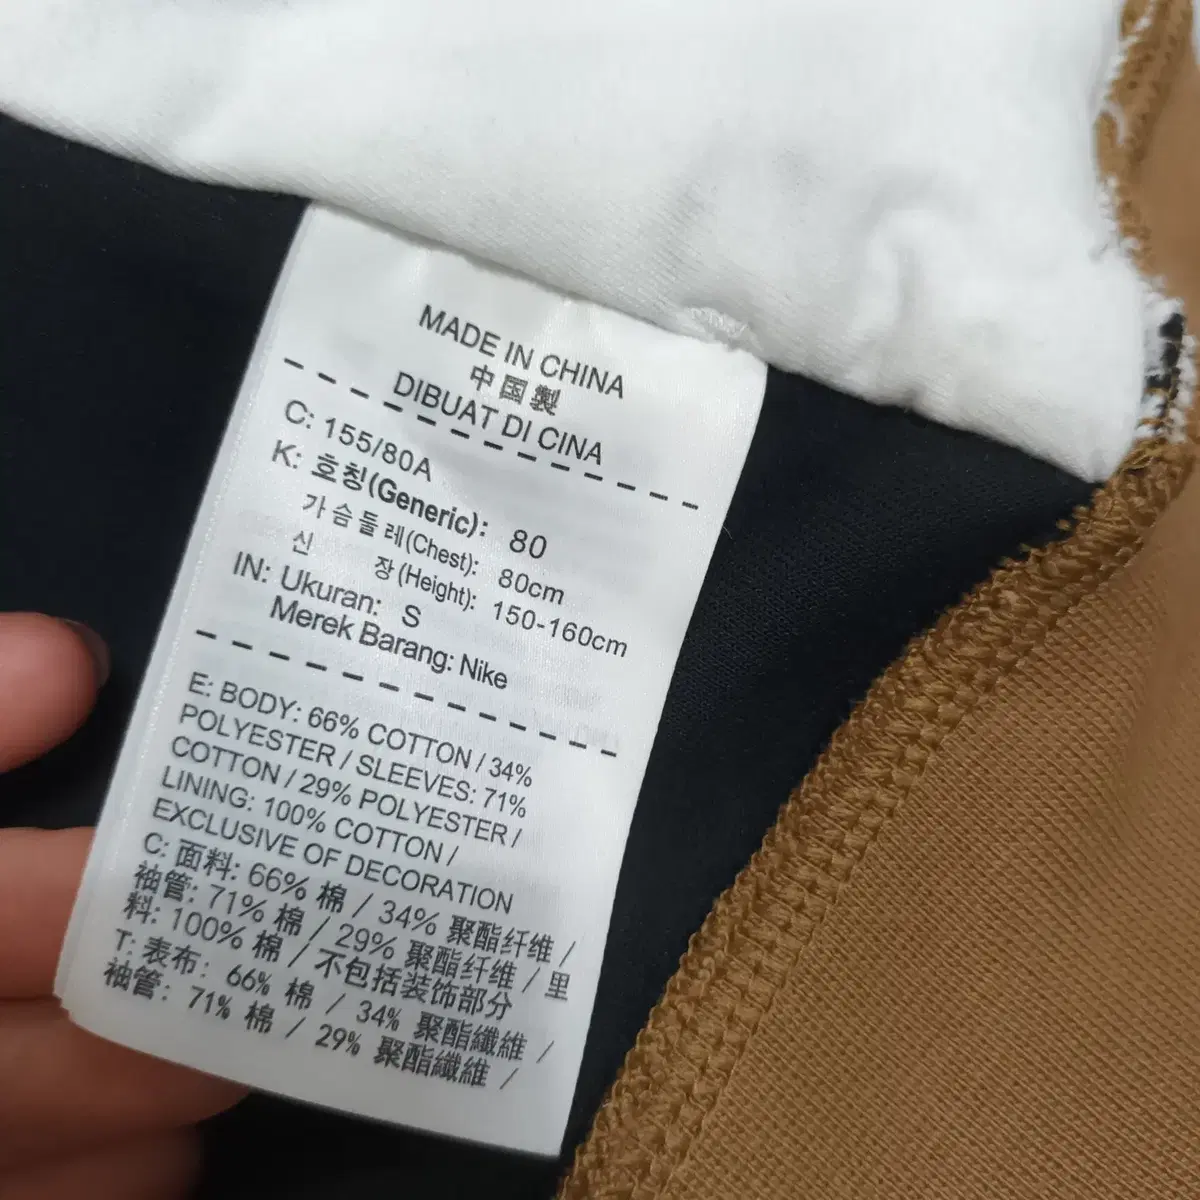 MADE IN CHINA
中国製
DIBUAT DI CINA
C: 155/80A
K: 호칭(Generic): 80
가슴둘레(Chest): 80cm
신 장(Height): 150-160cm
IN: Ukuran: S
Merek Barang: Nike
E: BODY: 66% COTTON / 34%
POLYESTER / SLEEVES: 71%
COTTON / 29% POLYESTER /
LINING: 100% COTTON /
EXCLUSIVE OF DECORATION
C: 面料: 66% 棉 / 34% 聚酯纤维 /
袖管: 71% 棉 / 29% 聚酯纤维 / 里
料: 100% 棉 / 不包括装饰部分
T: 表布: 66% 棉 / 34% 聚酯纖維 /
袖管: 71% 棉 / 29% 聚酯纖維 /